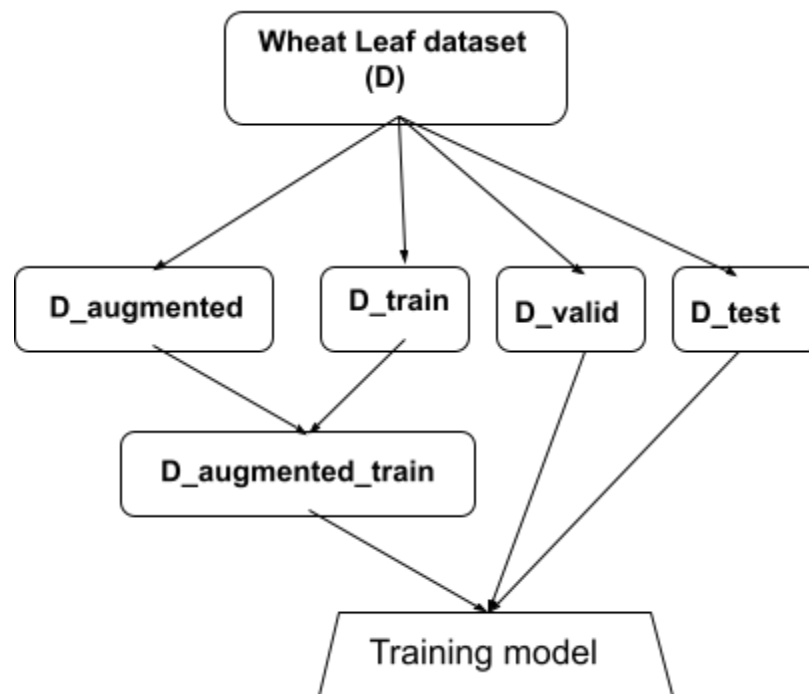 Wheat Leaf dataset
(D)
D_augmented
D_train
D_valid
D_test
D_augmented_train
Training model